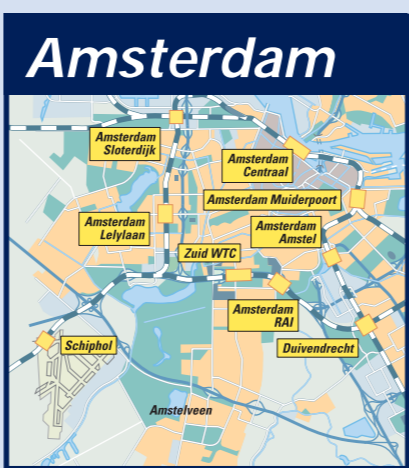 Amsterdam
Amsterdam
Sloterdijk
Amsterdam
Centraal
Amsterdam Muiderpoort
Amsterdam
Lelylaan
Amsterdam
Amstel
Zuid WTC
Amsterdam
RAI
Schiphol
Duivendrecht
Amstelveen